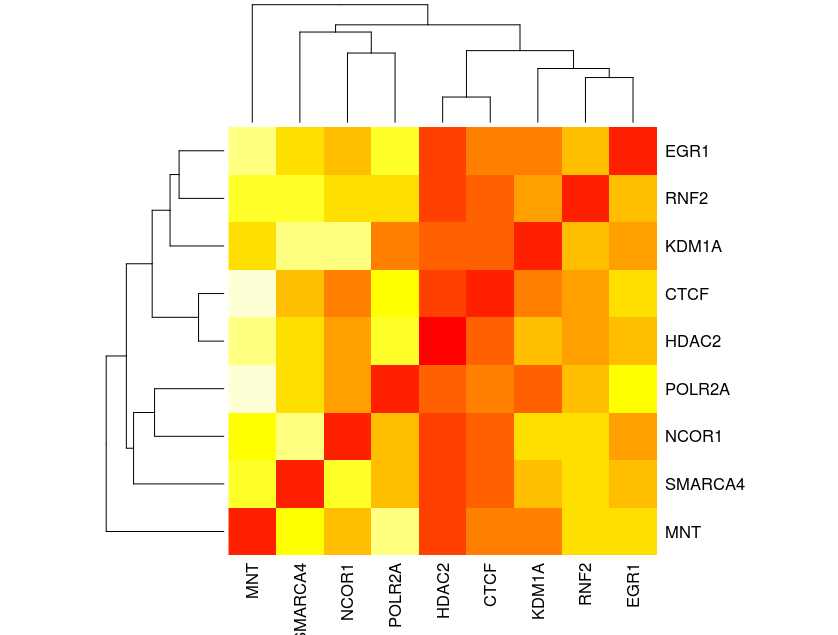 EGR1
RNF2
KDM1A
CTCF
HDAC2
POLR2A
NCOR1
SMARCA4
MNT
MNT
SMARCA4
NCOR1
POLR2A
HDAC2
CTCF
KDM1A
RNF2
EGR1